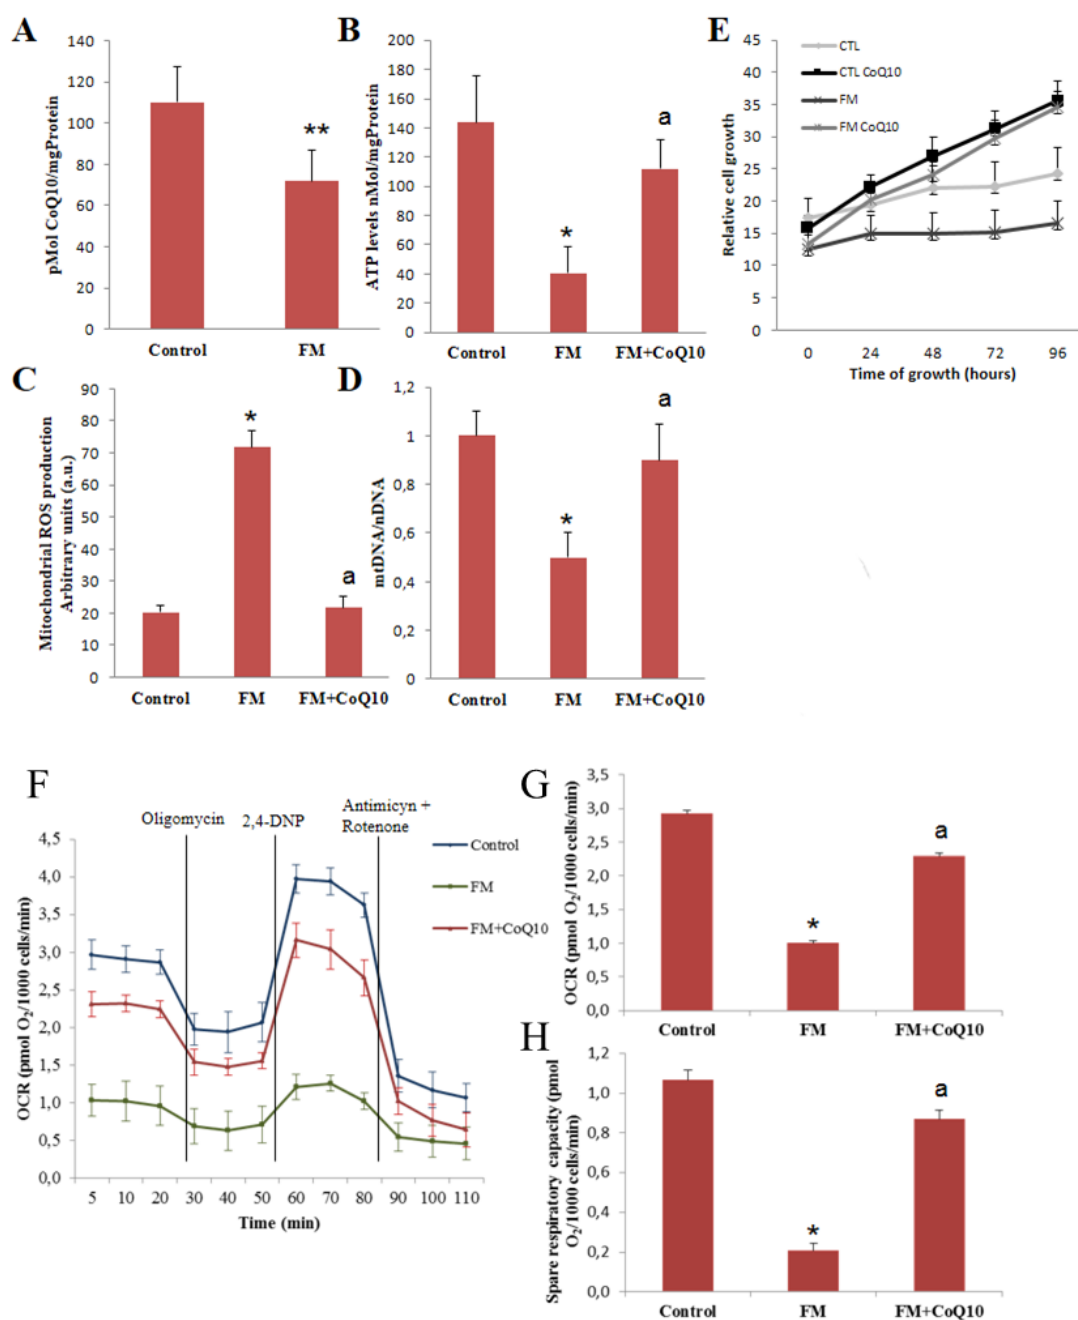 A
pMol CoQ10/mgProtein
140
120
100
80
60
40
20
0
**
Control FM
B
ATP levels nMol/mgProtein
200
180
160
140
120
100
80
60
40
20
0
*
a
Control FM FM+CoQ10
E
Relative cell growth
45
40
35
30
25
20
15
10
5
0
CTL
CTL CoQ10
FM
FM CoQ10
0 24 48 72 96
Time of growth (hours)
C
Mitochondrial ROS production
Arbitrary units (a.u.)
90
80
70
60
50
40
30
20
10
0
*
a
Control FM FM+CoQ10
D
mtDNA/nDNA
1,2
1
0,8
0,6
0,4
0,2
0
*
a
Control FM FM+CoQ10
F
OCR (pmol O₂/1000 cells/min)
4,5
4,0
3,5
3,0
2,5
2,0
1,5
1,0
0,5
0,0
Oligomycin
2,4-DNP
Antimicyn +
Rotenone
Control
FM
FM+CoQ10
5 10 20 30 40 50 60 70 80 90 100 110
Time (min)
G
OCR (pmol O₂/1000 cells/min)
3,5
3,0
2,5
2,0
1,5
1,0
0,5
0,0
*
a
Control FM FM+CoQ10
H
Spare respiratory capacity (pmol
O₂/1000 cells/min)
1,2
1,0
0,8
0,6
0,4
0,2
0,0
*
a
Control FM FM+CoQ10